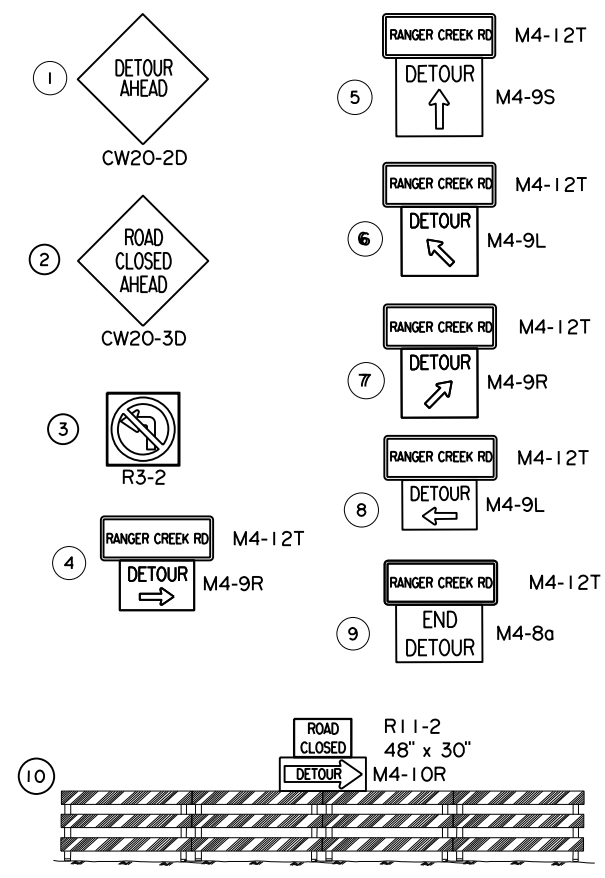 1
DETOUR
AHEAD
CW20-2D
2
ROAD
CLOSED
AHEAD
CW20-3D
3
R3-2
4
RANGER CREEK RD
M4-12T
DETOUR
M4-9R
5
RANGER CREEK RD
M4-12T
DETOUR
M4-9S
6
RANGER CREEK RD
M4-12T
DETOUR
M4-9L
7
RANGER CREEK RD
M4-12T
DETOUR
M4-9R
8
RANGER CREEK RD
M4-12T
DETOUR
M4-9L
9
RANGER CREEK RD
M4-12T
END
DETOUR
M4-8a
10
ROAD
CLOSED
R11-2
48" x 30"
DETOUR
M4-10R